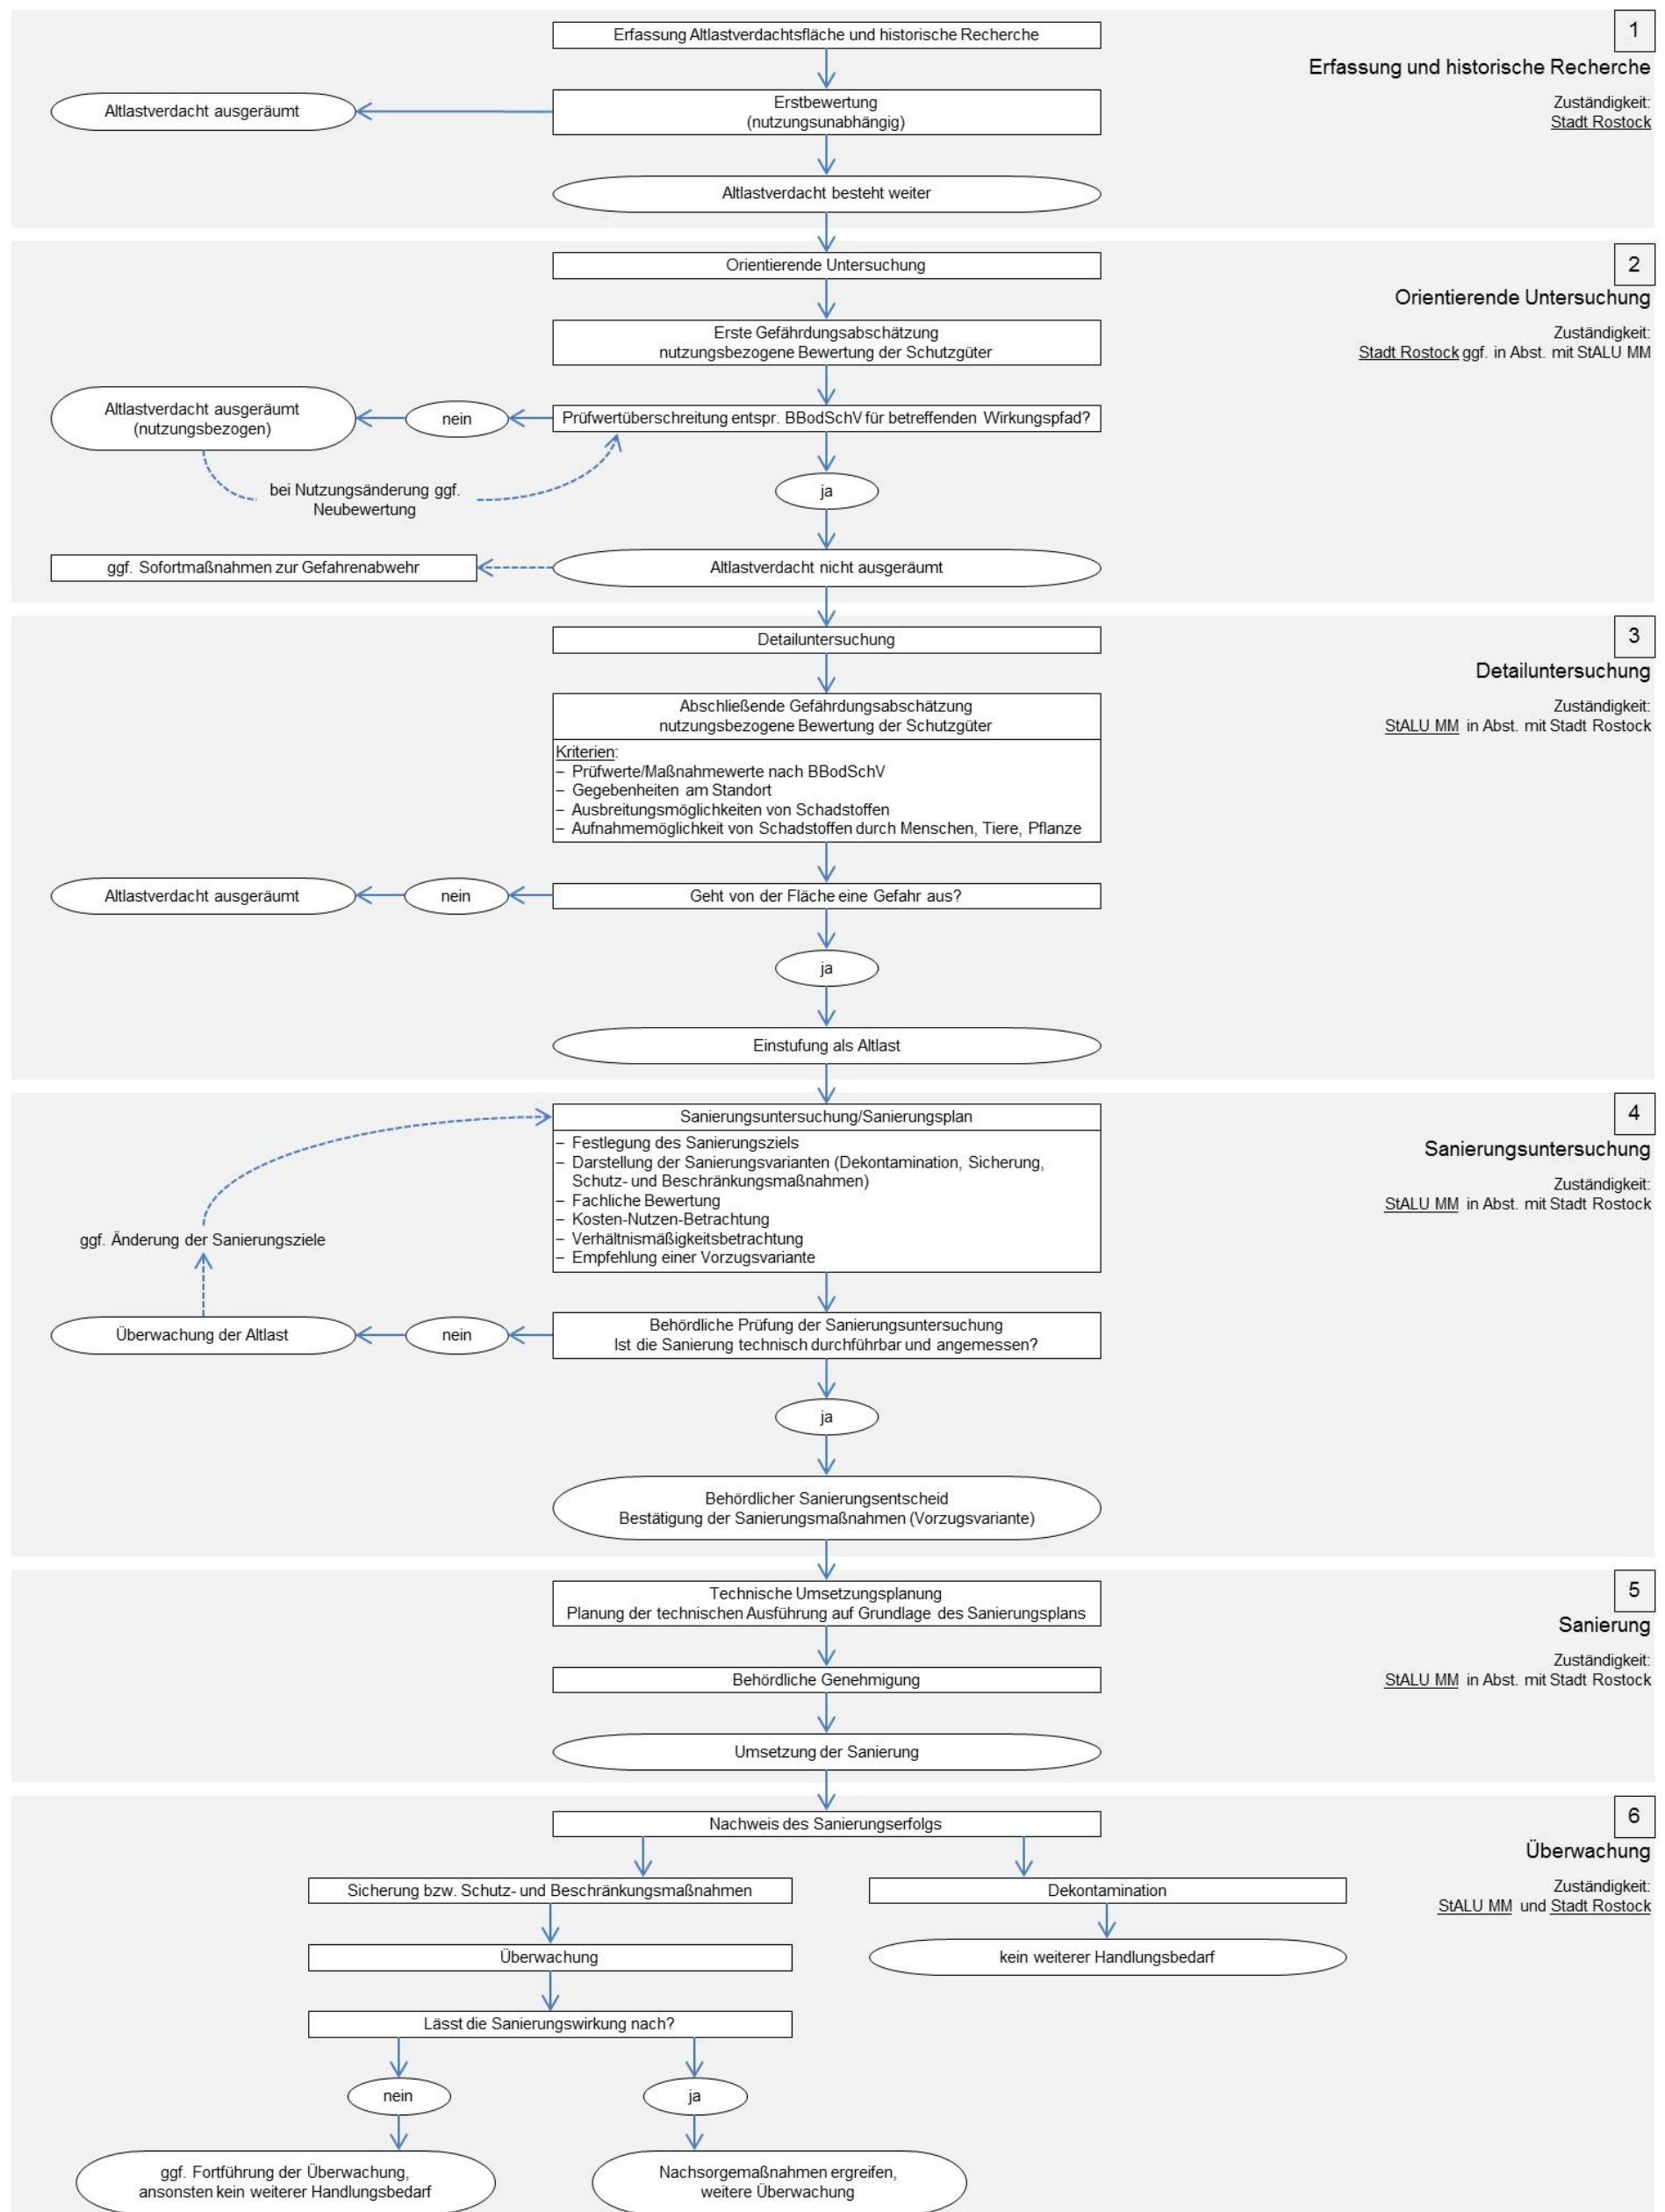 1
Erfassung Altlastverdachtsfläche und historische Recherche
Erfassung und historische Recherche
Zuständigkeit:
Stadt Rostock
Altlastverdacht ausgeräumt
Erstbewertung
(nutzungsunabhängig)
Altlastverdacht besteht weiter
2
Orientierende Untersuchung
Orientierende Untersuchung
Zuständigkeit:
Stadt Rostock ggf. in Abst. mit StALU MM
Erste Gefährdungsabschätzung
nutzungsbezogene Bewertung der Schutzgüter
Altlastverdacht ausgeräumt
(nutzungsbezogen)
nein
Prüfwertüberschreitung entspr. BBodSchV für betreffenden Wirkungspfad?
bei Nutzungsänderung ggf.
Neubewertung
ja
ggf. Sofortmaßnahmen zur Gefahrenabwehr
Altlastverdacht nicht ausgeräumt
3
Detailuntersuchung
Detailuntersuchung
Zuständigkeit:
StALU MM in Abst. mit Stadt Rostock
Abschließende Gefährdungsabschätzung
nutzungsbezogene Bewertung der Schutzgüter
Kriterien:
– Prüfwerte/Maßnahmewerte nach BBodSchV
– Gegebenheiten am Standort
– Ausbreitungsmöglichkeiten von Schadstoffen
– Aufnahmemöglichkeit von Schadstoffen durch Menschen, Tiere, Pflanze
Altlastverdacht ausgeräumt
nein
Geht von der Fläche eine Gefahr aus?
ja
Einstufung als Altlast
4
Sanierungsuntersuchung
Zuständigkeit:
StALU MM in Abst. mit Stadt Rostock
Sanierungsuntersuchung/Sanierungsplan
– Festlegung des Sanierungsziels
– Darstellung der Sanierungsvarianten (Dekontamination, Sicherung,
Schutz- und Beschränkungsmaßnahmen)
– Fachliche Bewertung
– Kosten-Nutzen-Betrachtung
– Verhältnismäßigkeitsbetrachtung
– Empfehlung einer Vorzugsvariante
ggf. Änderung der Sanierungsziele
Überwachung der Altlast
nein
Behördliche Prüfung der Sanierungsuntersuchung
Ist die Sanierung technisch durchführbar und angemessen?
ja
Behördlicher Sanierungsentscheid
Bestätigung der Sanierungsmaßnahmen (Vorzugsvariante)
5
Sanierung
Zuständigkeit:
StALU MM in Abst. mit Stadt Rostock
Technische Umsetzungsplanung
Planung der technischen Ausführung auf Grundlage des Sanierungsplans
Behördliche Genehmigung
Umsetzung der Sanierung
6
Überwachung
Zuständigkeit:
StALU MM und Stadt Rostock
Nachweis des Sanierungserfolgs
Sicherung bzw. Schutz- und Beschränkungsmaßnahmen
Dekontamination
Überwachung
kein weiterer Handlungsbedarf
Lässt die Sanierungswirkung nach?
nein
ja
ggf. Fortführung der Überwachung,
ansonsten kein weiterer Handlungsbedarf
Nachsorgemaßnahmen ergreifen,
weitere Überwachung